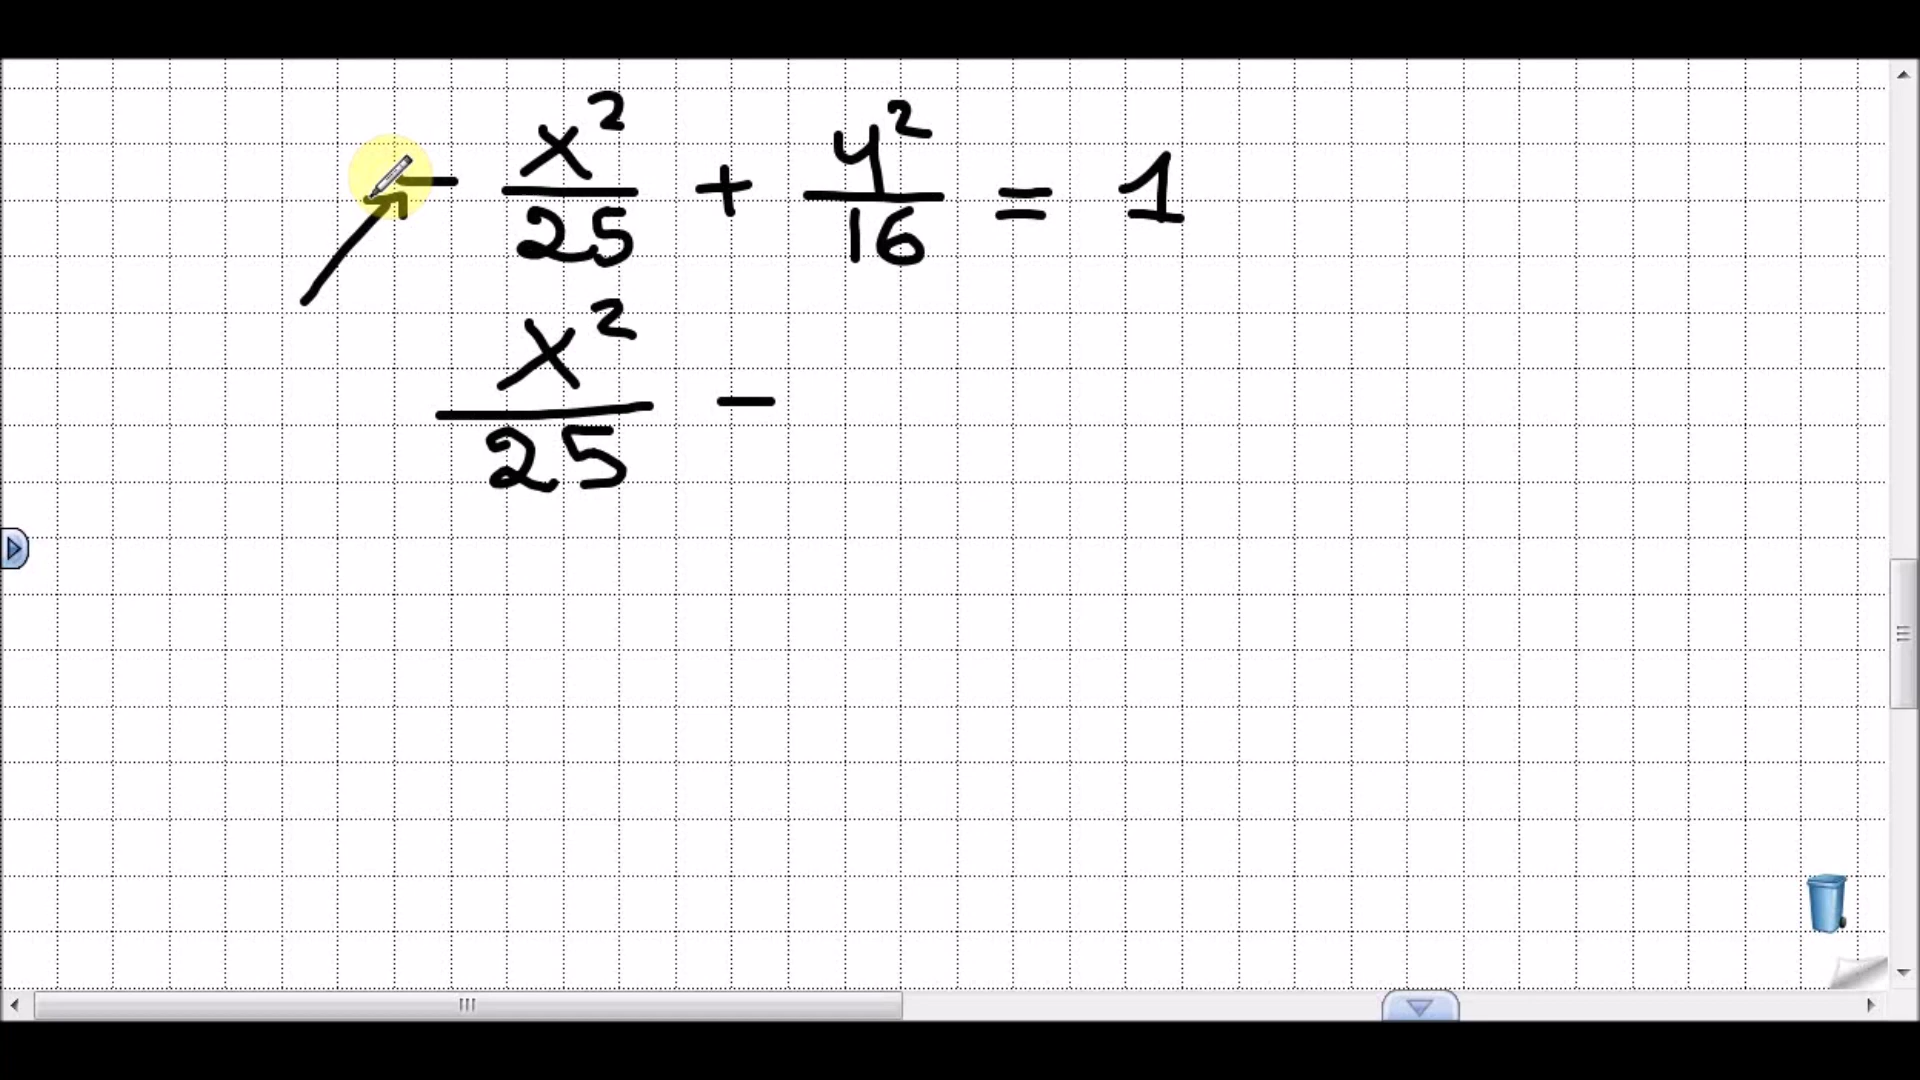 - x²/25 + y²/16 = 1
x²/25 -